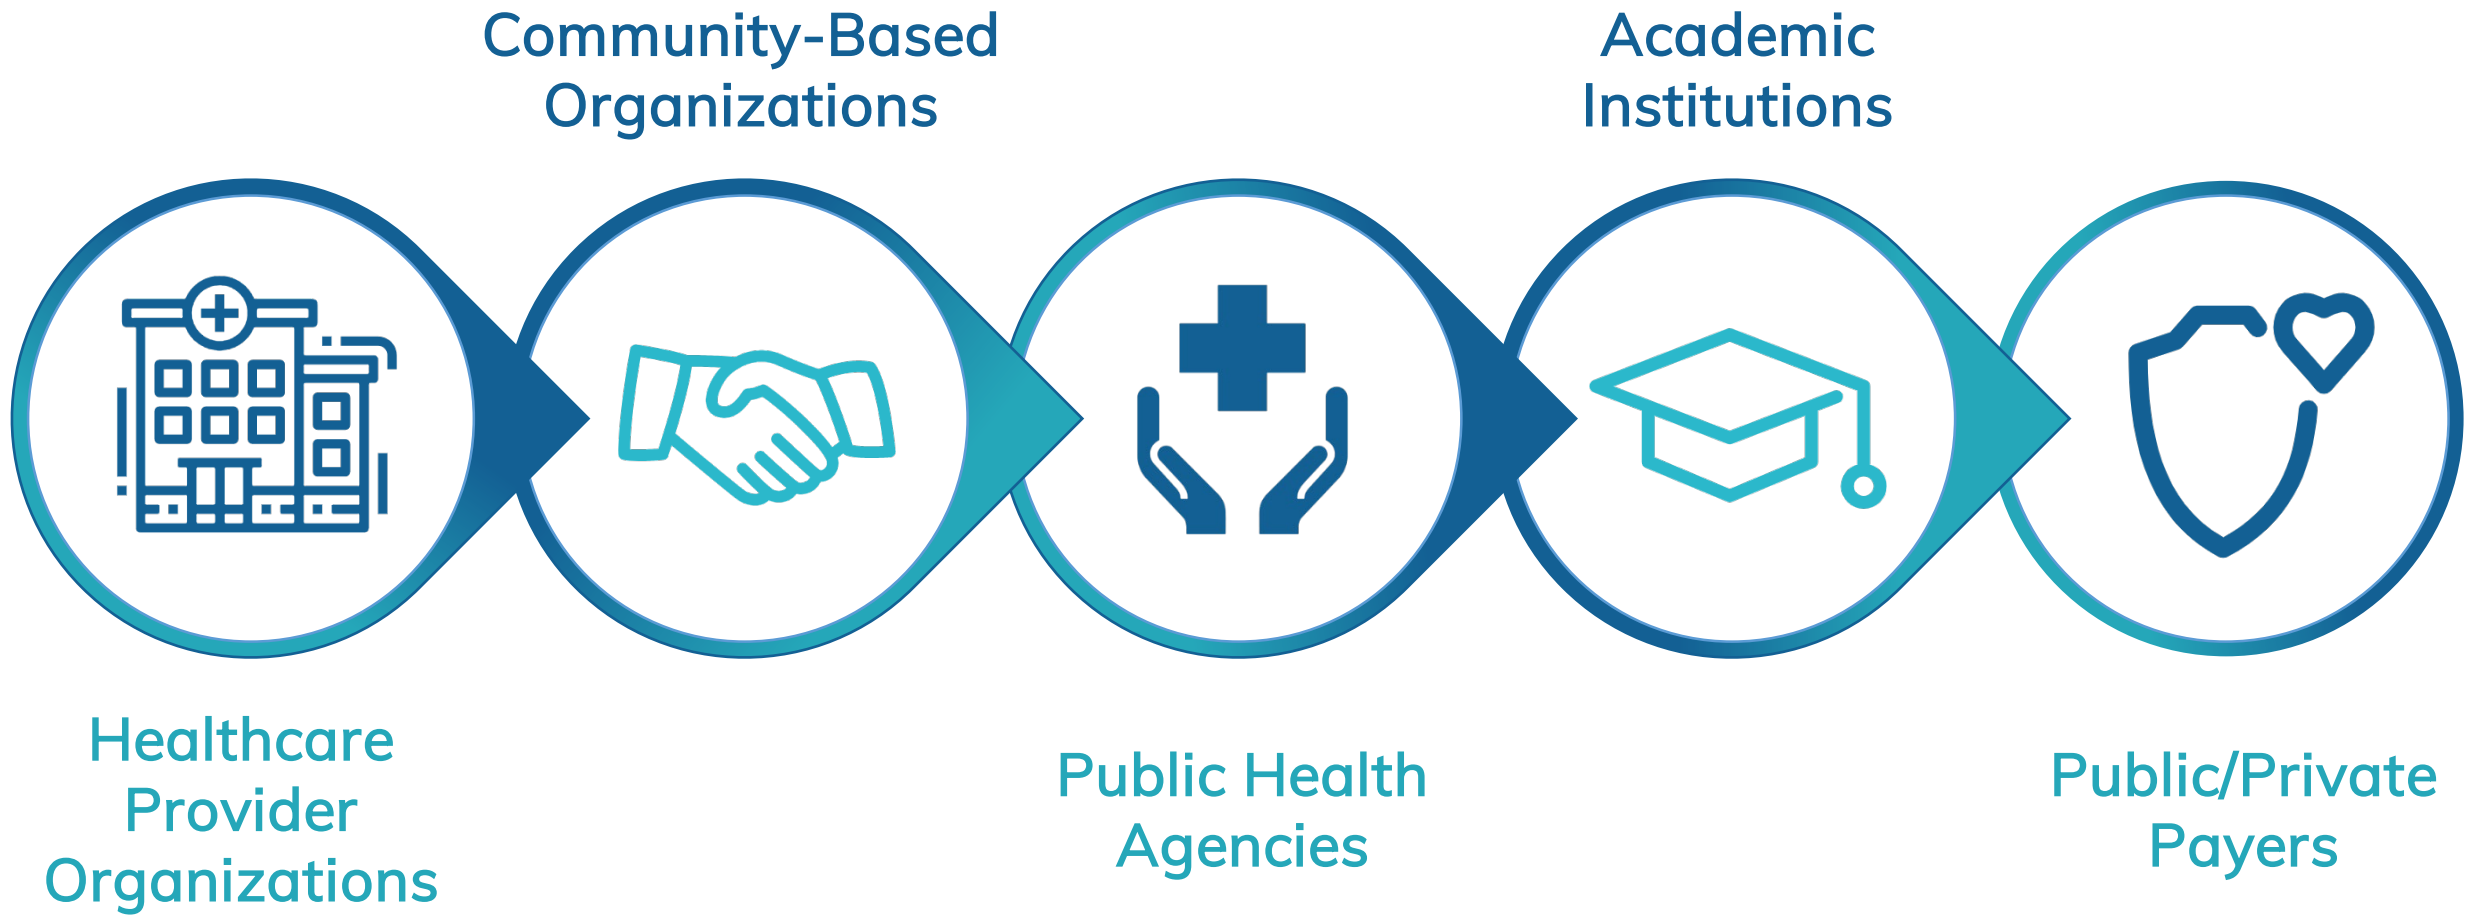 Community-Based
Organizations
Academic
Institutions
Healthcare
Provider
Organizations
Public Health
Agencies
Public/Private
Payers